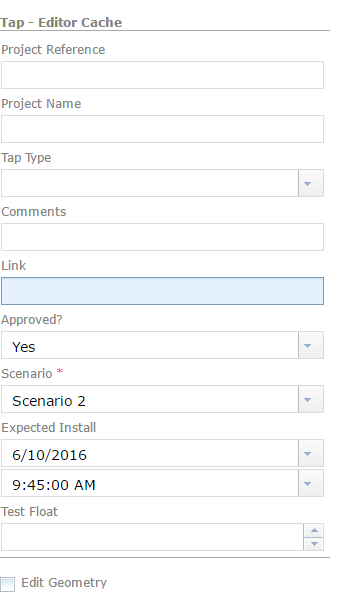 Tap - Editor Cache
Project Reference
Project Name
Tap Type
Comments
Link
Approved?
Yes
Scenario *
Scenario 2
Expected Install
6/10/2016
9:45:00 AM
Test Float
Edit Geometry